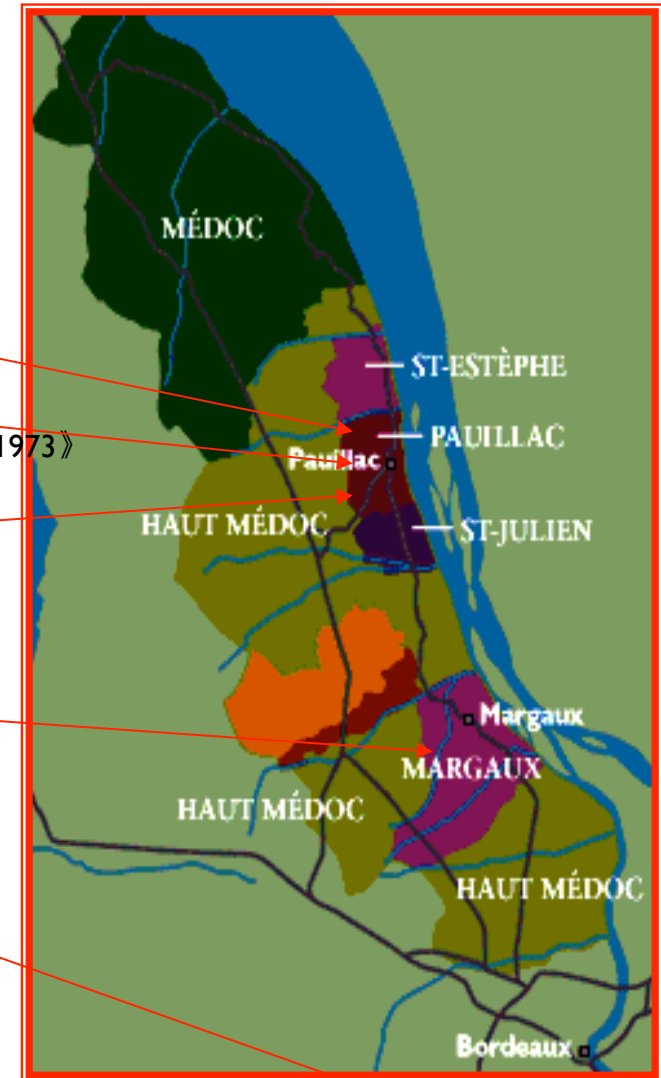 MÉDOC
ST-ESTÈPHE
1973》
PAUILLAC
Pauillac
HAUT MÉDOC
ST-JULIEN
Margaux
MARGAUX
HAUT MÉDOC
HAUT MÉDOC
Bordeaux